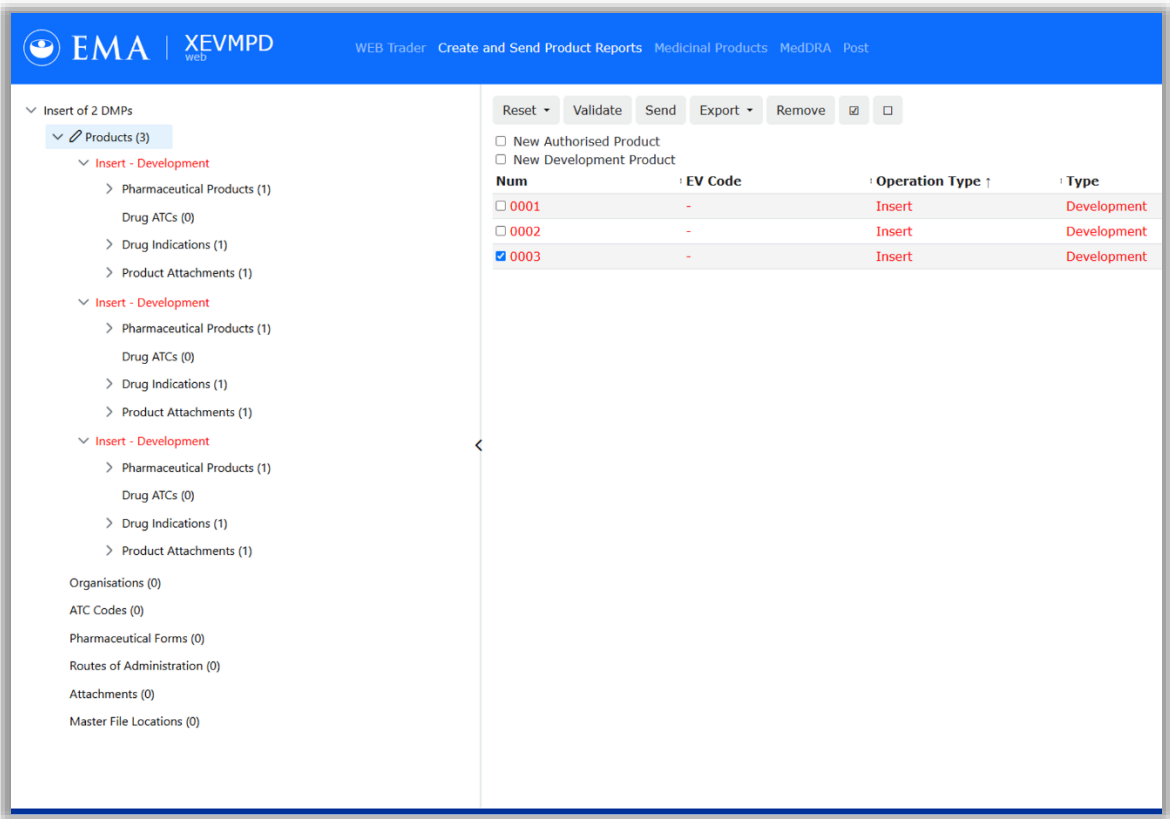 EMA | XEVMPD
web
WEB Trader Create and Send Product Reports Medicinal Products MedDRA Post
Insert of 2 DMPs
Products (3)
Insert - Development
Pharmaceutical Products (1)
Drug ATCs (0)
Drug Indications (1)
Product Attachments (1)
Insert - Development
Pharmaceutical Products (1)
Drug ATCs (0)
Drug Indications (1)
Product Attachments (1)
Insert - Development
Pharmaceutical Products (1)
Drug ATCs (0)
Drug Indications (1)
Product Attachments (1)
Organisations (0)
ATC Codes (0)
Pharmaceutical Forms (0)
Routes of Administration (0)
Attachments (0)
Master File Locations (0)
Reset Validate Send Export Remove
New Authorised Product
New Development Product
Num EV Code Operation Type ↑ Type
0001 - Insert Development
0002 - Insert Development
0003 - Insert Development